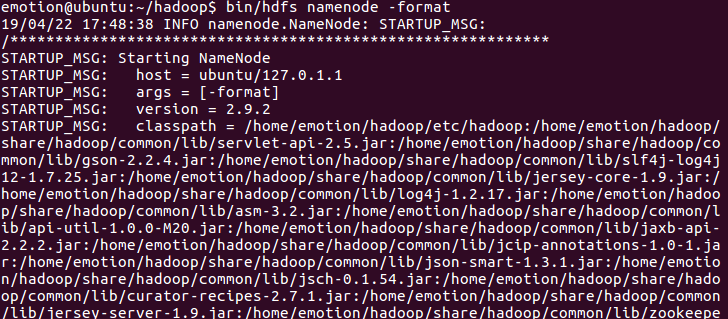 emotion@ubuntu:~/hadoop$ bin/hdfs namenode -format
19/04/22 17:48:38 INFO namenode.NameNode: STARTUP_MSG:
/************************************************************
STARTUP_MSG: Starting NameNode
STARTUP_MSG:   host = ubuntu/127.0.1.1
STARTUP_MSG:   args = [-format]
STARTUP_MSG:   version = 2.9.2
STARTUP_MSG:   classpath = /home/emotion/hadoop/etc/hadoop:/home/emotion/hadoop/
share/hadoop/common/lib/servlet-api-2.5.jar:/home/emotion/hadoop/share/hadoop/co
mmon/lib/gson-2.2.4.jar:/home/emotion/hadoop/share/hadoop/common/lib/slf4j-log4j
12-1.7.25.jar:/home/emotion/hadoop/share/hadoop/common/lib/jersey-core-1.9.jar:/
home/emotion/hadoop/share/hadoop/common/lib/log4j-1.2.17.jar:/home/emotion/hadoo
p/share/hadoop/common/lib/asm-3.2.jar:/home/emotion/hadoop/share/hadoop/common/l
ib/api-util-1.0.0-M20.jar:/home/emotion/hadoop/share/hadoop/common/lib/jaxb-api-
2.2.2.jar:/home/emotion/hadoop/share/hadoop/common/lib/jcip-annotations-1.0-1.ja
r:/home/emotion/hadoop/share/hadoop/common/lib/json-smart-1.3.1.jar:/home/emotio
n/hadoop/share/hadoop/common/lib/jsch-0.1.54.jar:/home/emotion/hadoop/share/hado
op/common/lib/curator-recipes-2.7.1.jar:/home/emotion/hadoop/share/hadoop/common
/lib/jersey-server-1.9.jar:/home/emotion/hadoop/share/hadoop/common/lib/zookeepe